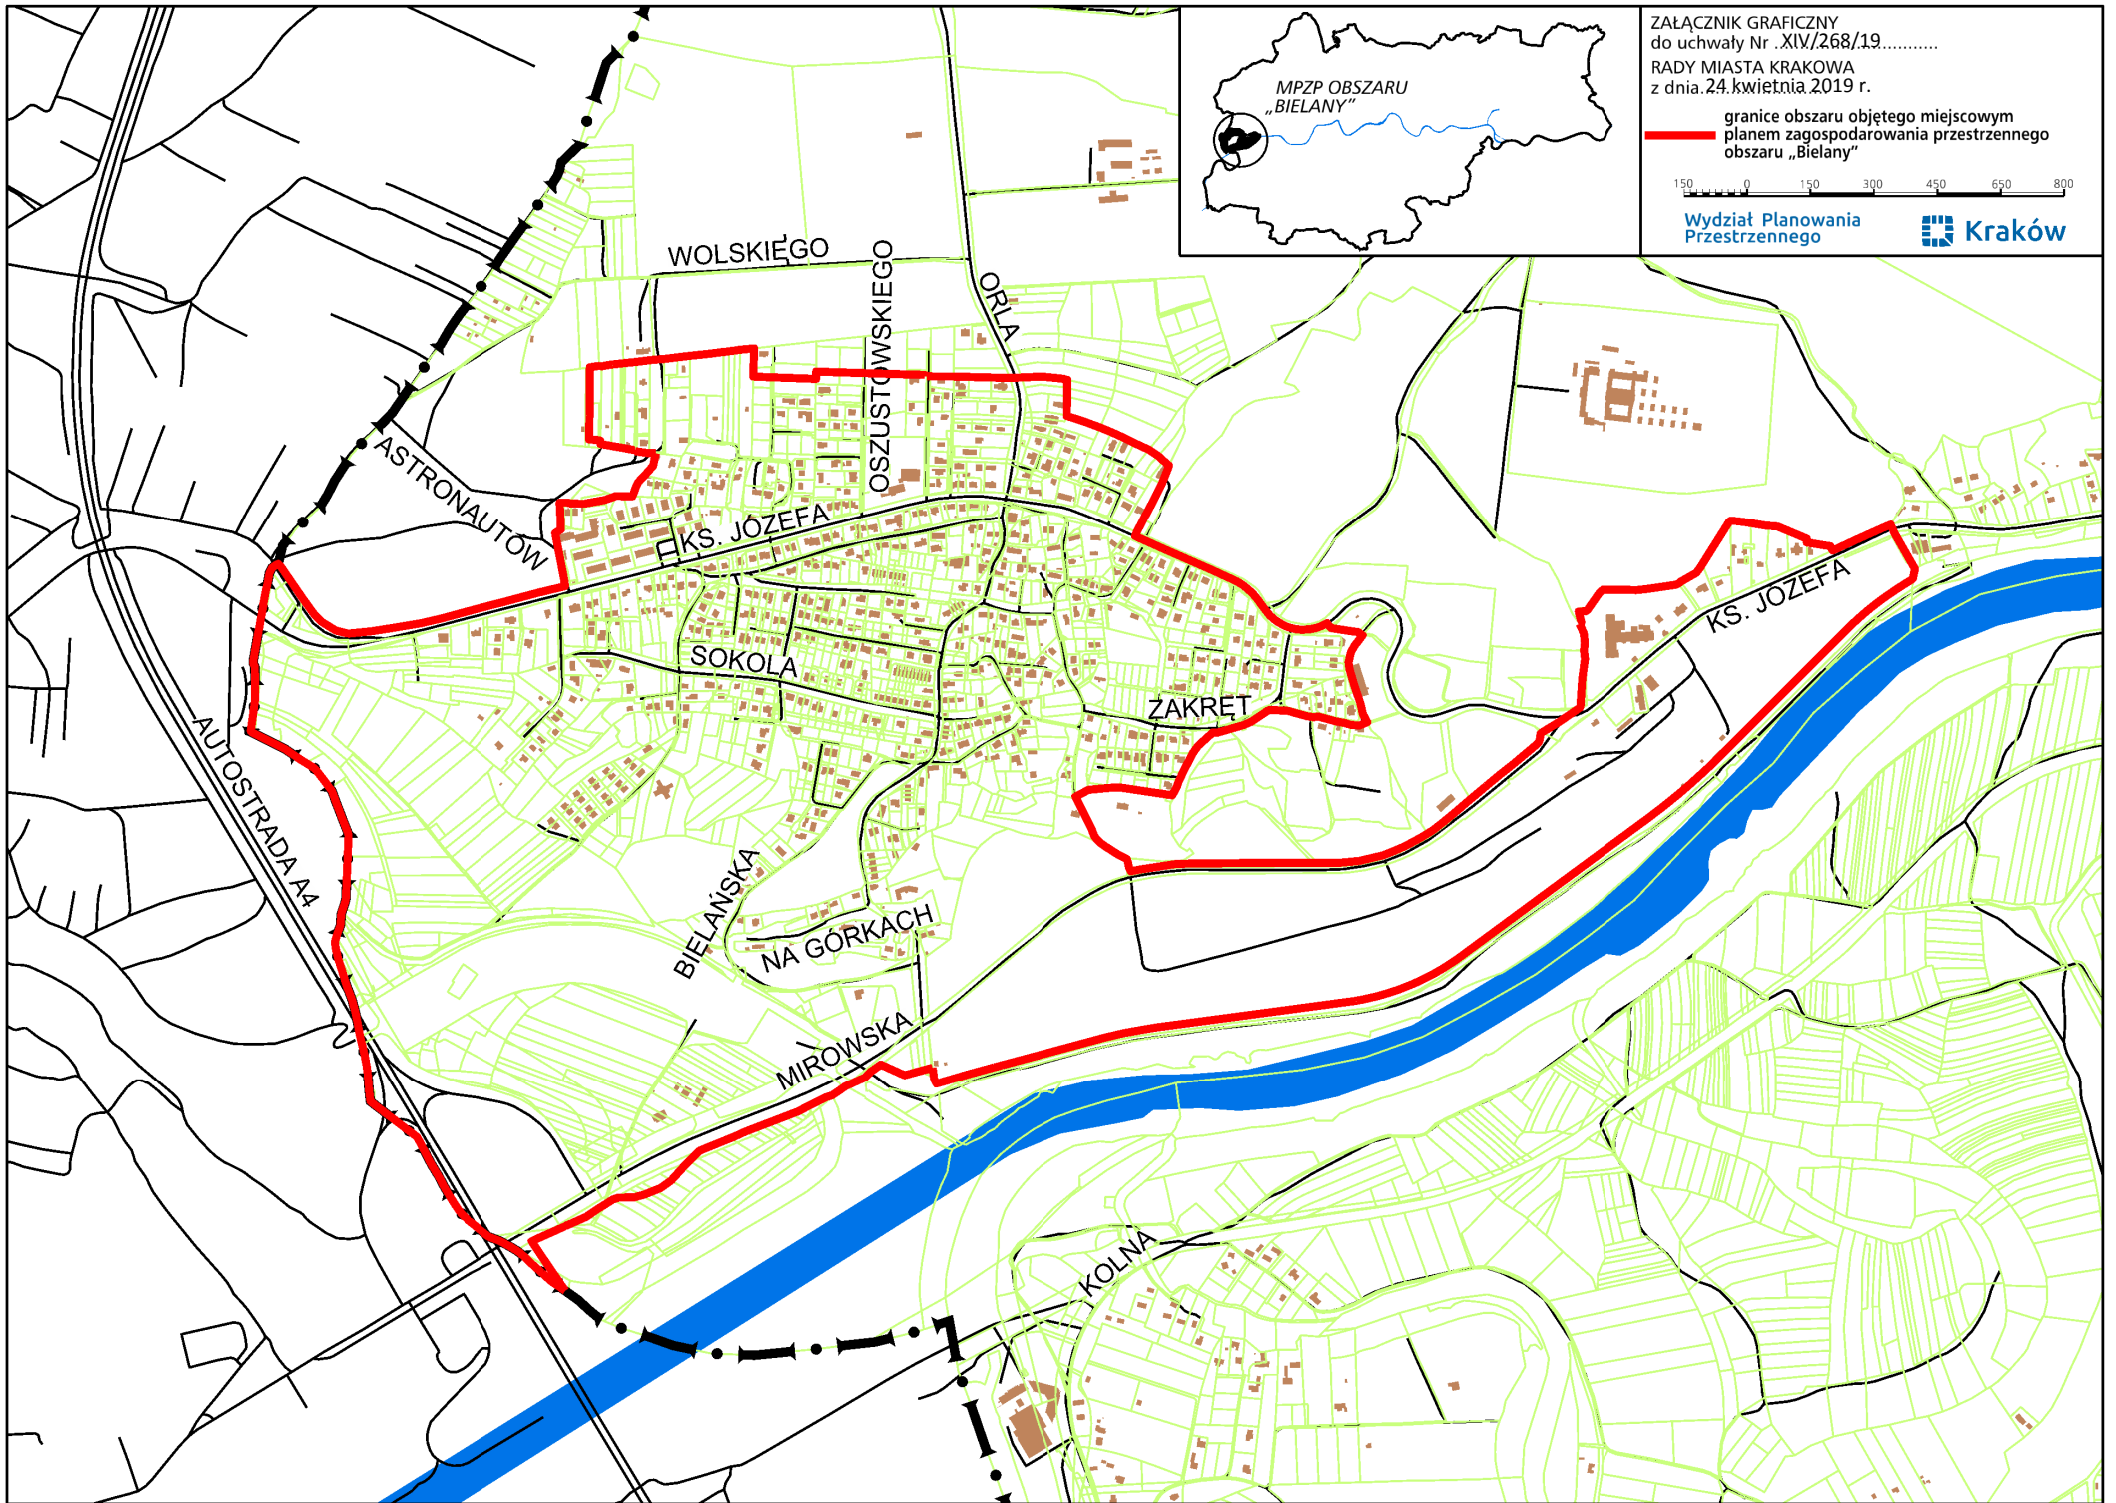 ZAŁĄCZNIK GRAFICZNY
do uchwały Nr .XIV/268/19...........
RADY MIASTA KRAKOWA
z dnia.24 kwietnia 2019 r.
granice obszaru objętego miejscowym
planem zagospodarowania przestrzennego
obszaru „Bielany”
150 0 150 300 450 650 800
Wydział Planowania
Przestrzennego
Kraków
MPZP OBSZARU
„BIELANY”
WOLSKIEGO
OSZUSTOWSKIEGO
ORLA
ASTRONAUTÓW
KS. JÓZEFA
KS. JÓZEFA
SOKOLA
ZAKRĘT
AUTOSTRADA A4
BIELAŃSKA
NA GÓRKACH
MIROWSKA
KOLNA